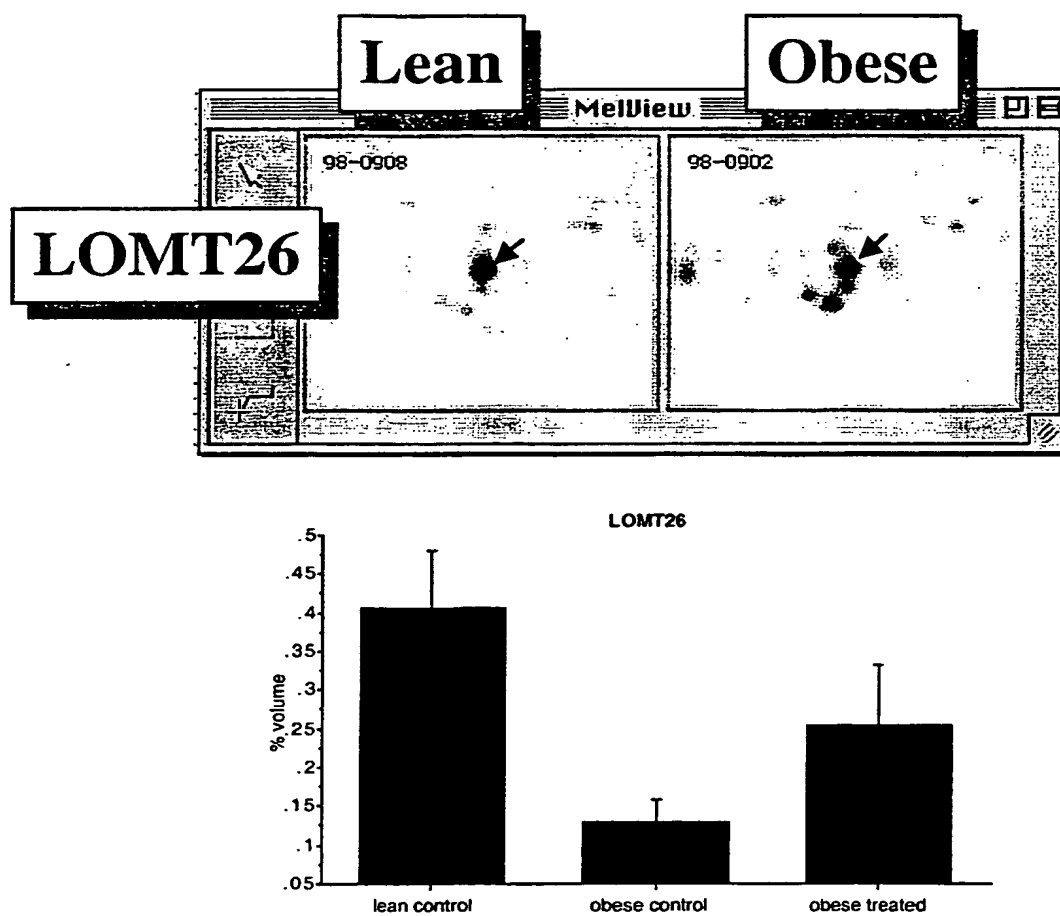 Lean
Obese
MelView
98-0908
98-0902
LOMT26
LOMT26
.5
.45
.4
.35
.3
.25
.2
.15
.1
.05
% volume
lean control
obese control
obese treated